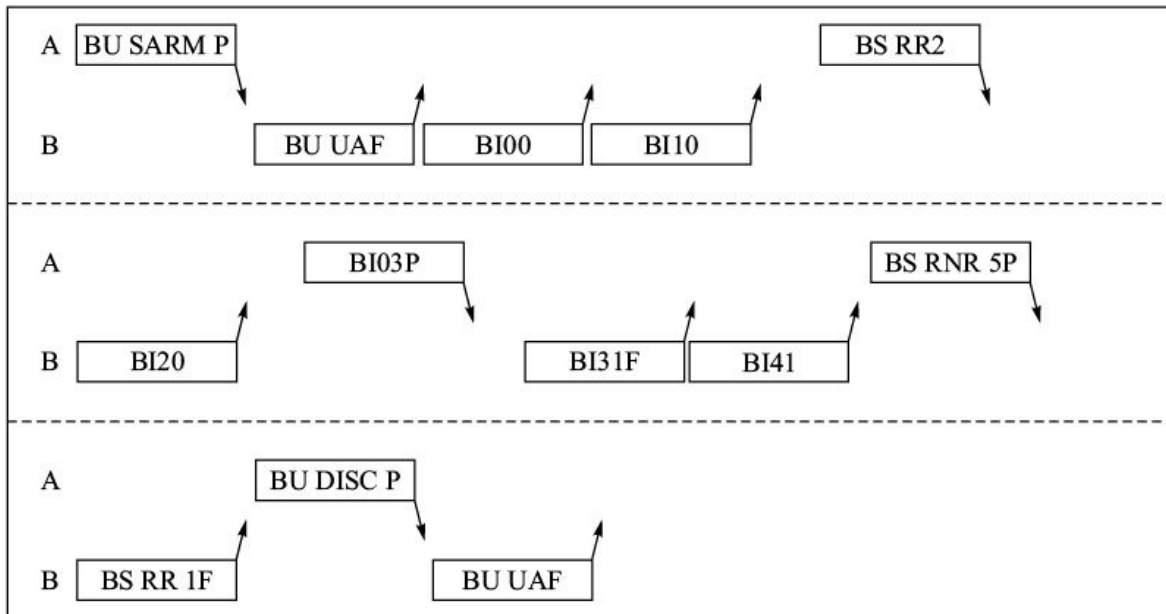 A BU SARM P BS RR2
B BU UAF BI00 BI10
A BI03P BS RNR 5P
B BI20 BI31F BI41
A BU DISC P
B BS RR 1F BU UAF